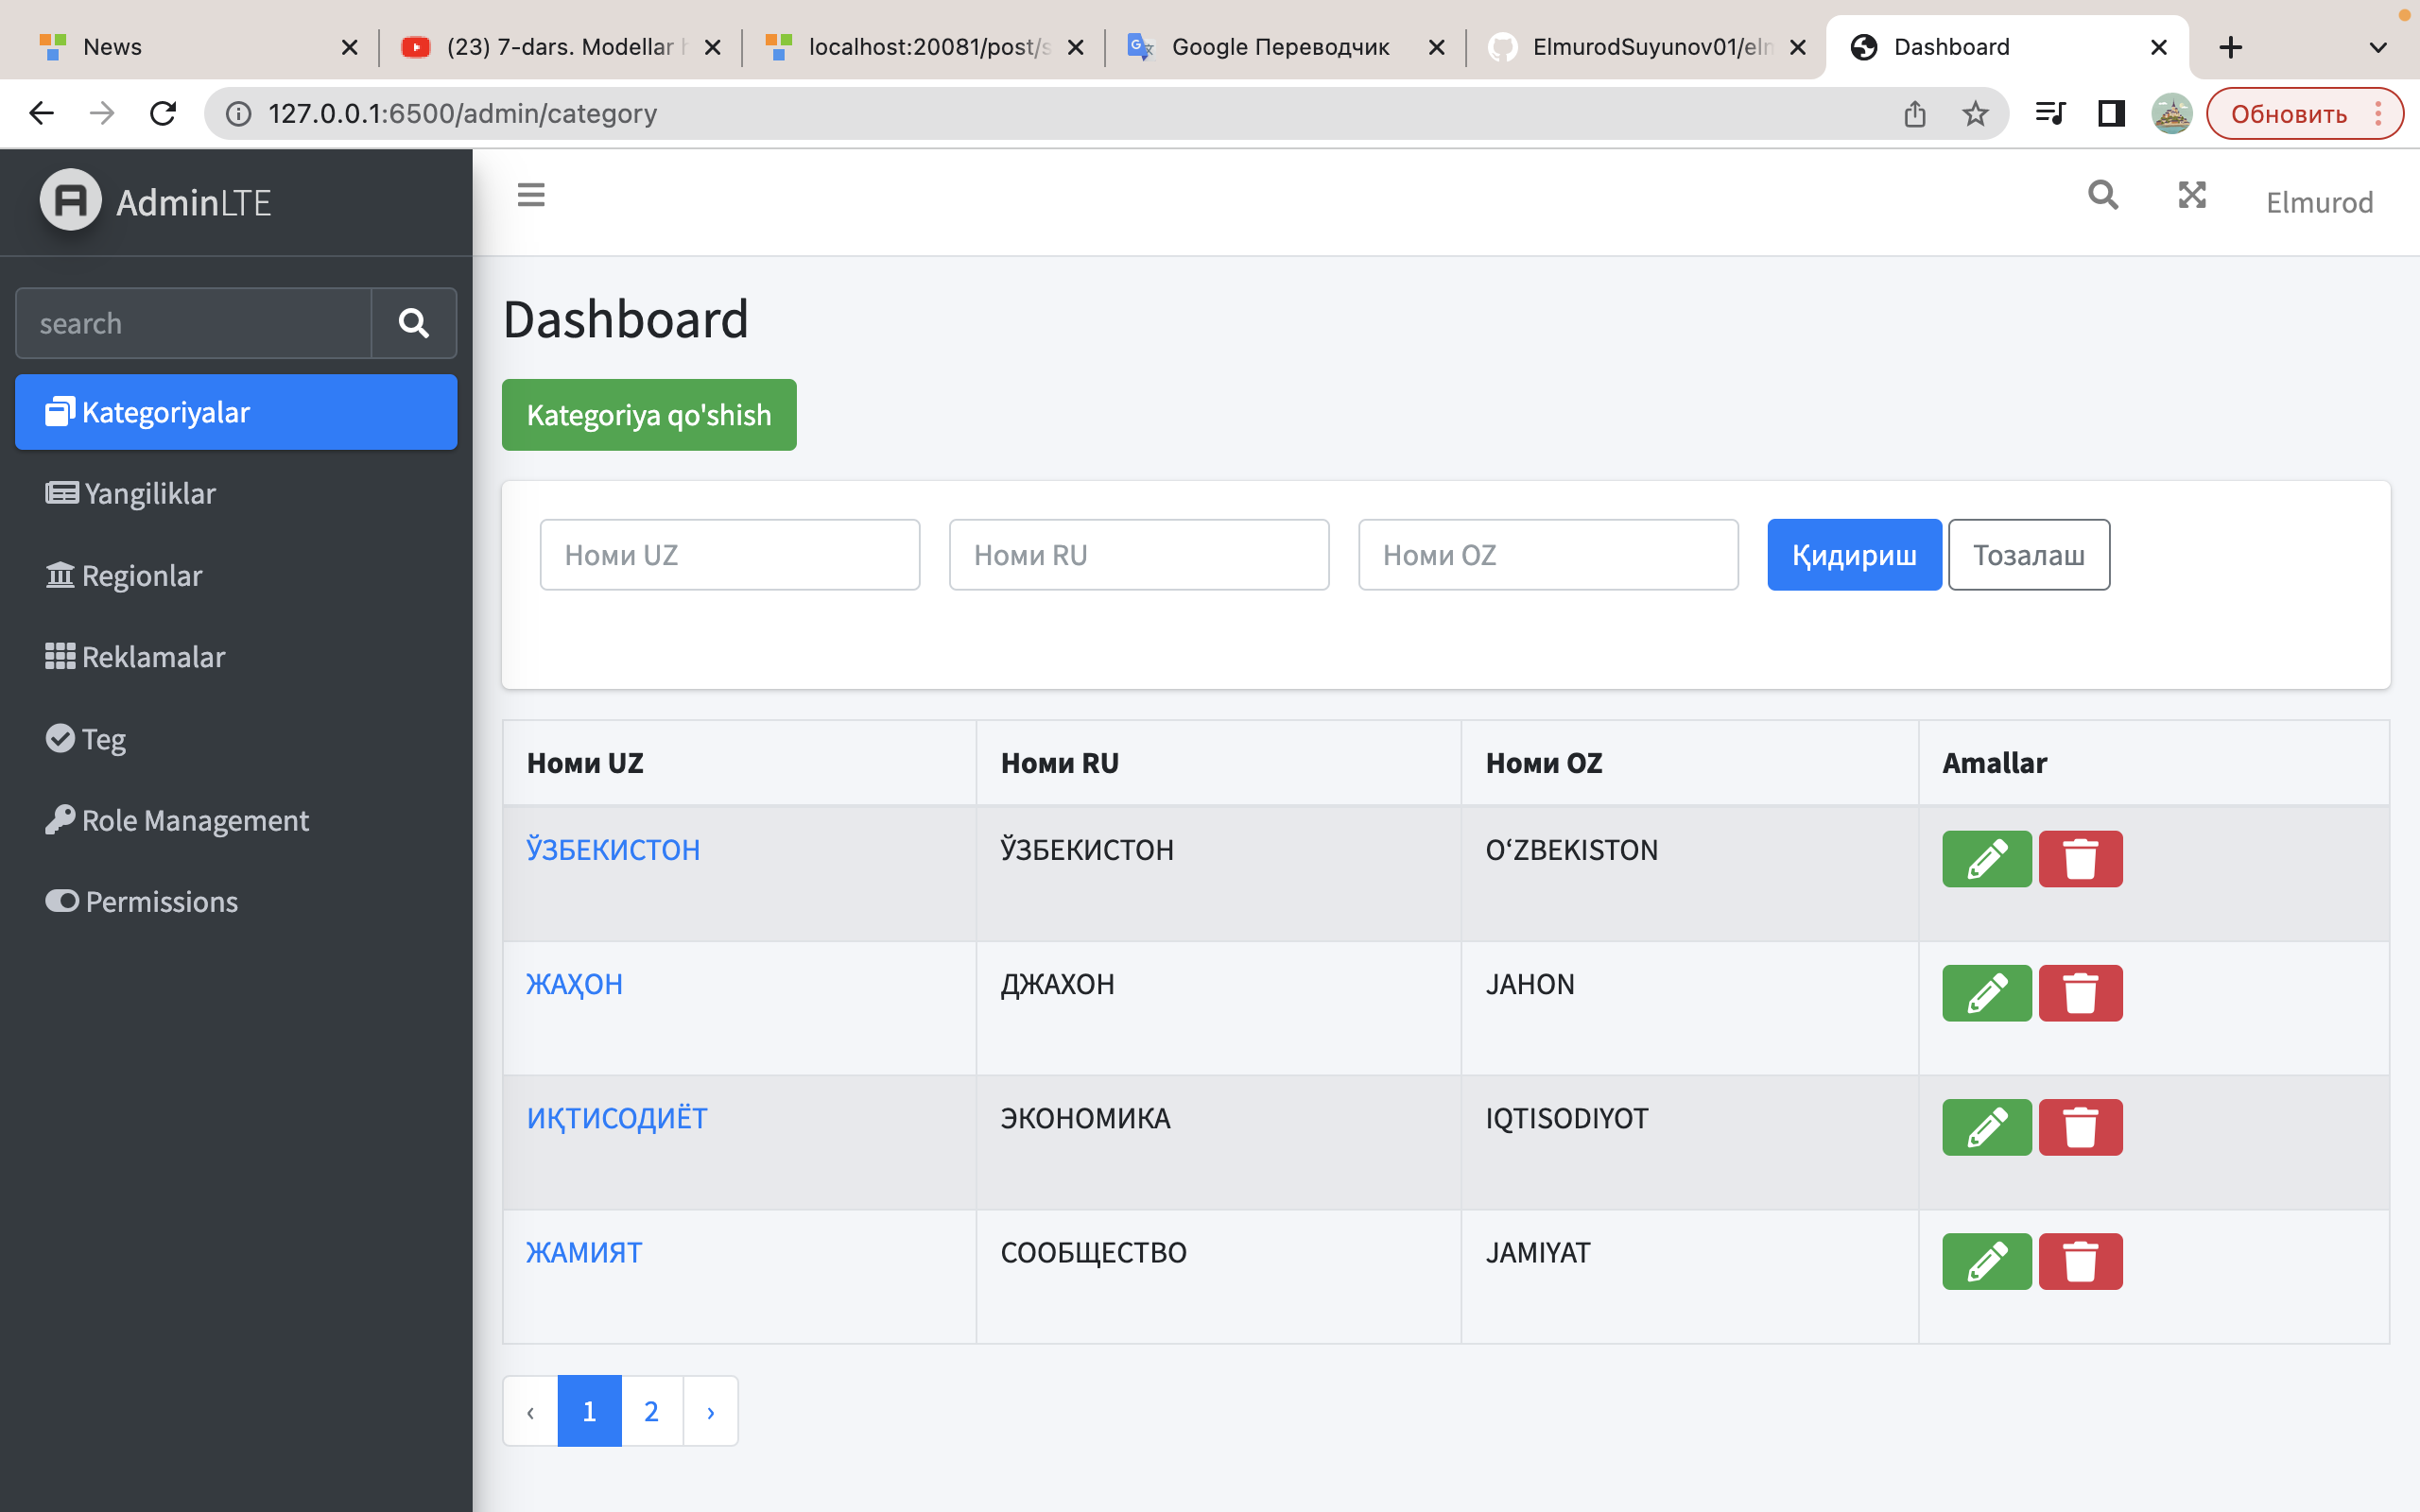 News
(23) 7-dars. Modellar
localhost:20081/post/s
Google Переводчик
ElmurodSuyunov01/eln
Dashboard
127.0.0.1:6500/admin/category
Обновить
AdminLTE
Elmurod
search
Kategoriyalar
Yangiliklar
Regionlar
Reklamalar
Teg
Role Management
Permissions
Dashboard
Kategoriya qo'shish
Номи UZ Номи RU Номи OZ Қидириш Тозалаш
Номи UZ Номи RU Номи OZ Amallar
ЎЗБЕКИСТОН ЎЗБЕКИСТОН O‘ZBEKISTON
ЖАҲОН ДЖАХОН JAHON
ИҚТИСОДИЁТ ЭКОНОМИКА IQTISODIYOT
ЖАМИЯТ СООБЩЕСТВО JAMIYAT
‹ 1 2 ›